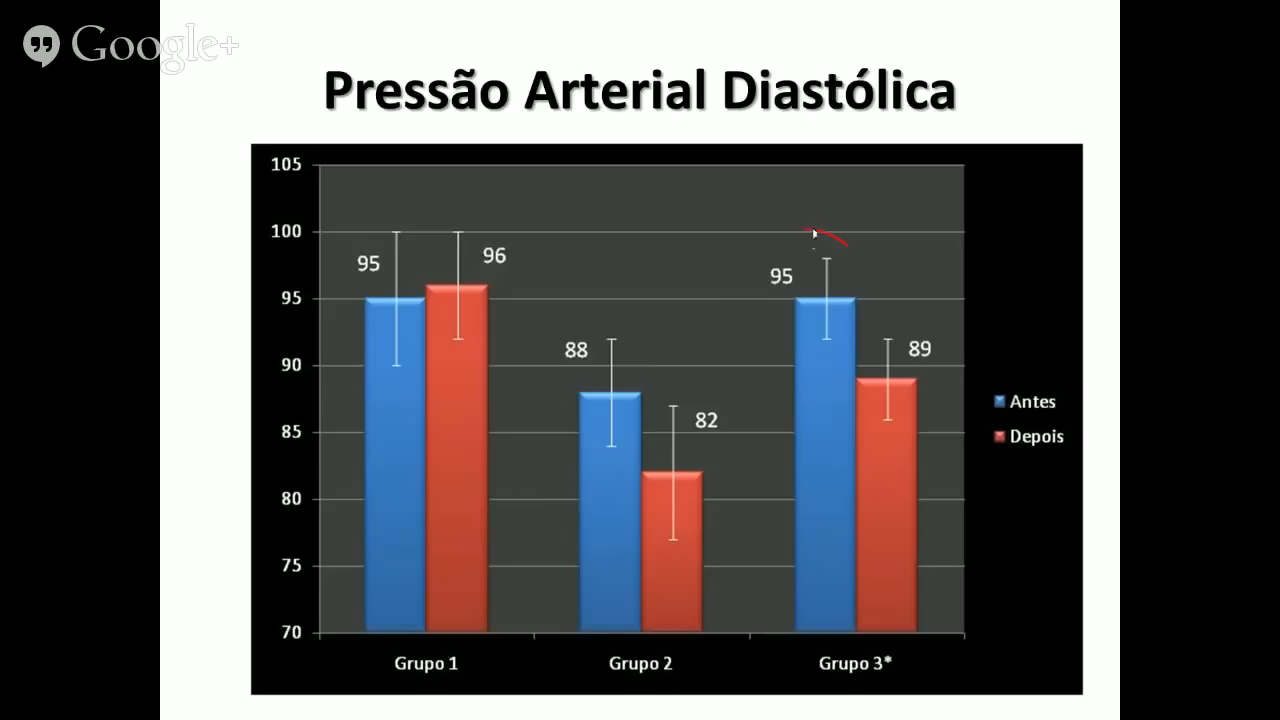 Google+
Pressão Arterial Diastólica
105
100
95
90
85
80
75
70
95
96
88
82
95
89
Antes
Depois
Grupo 1
Grupo 2
Grupo 3*